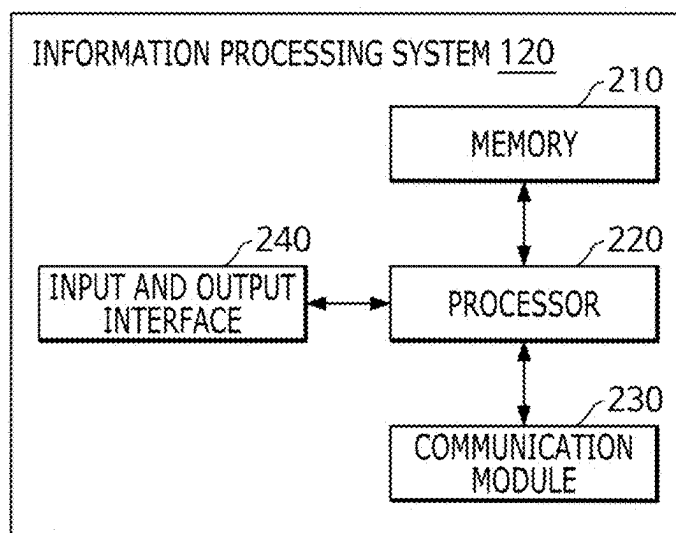 INFORMATION PROCESSING SYSTEM 120
210
MEMORY
240
220
INPUT AND OUTPUT
INTERFACE
PROCESSOR
230
COMMUNICATION
MODULE